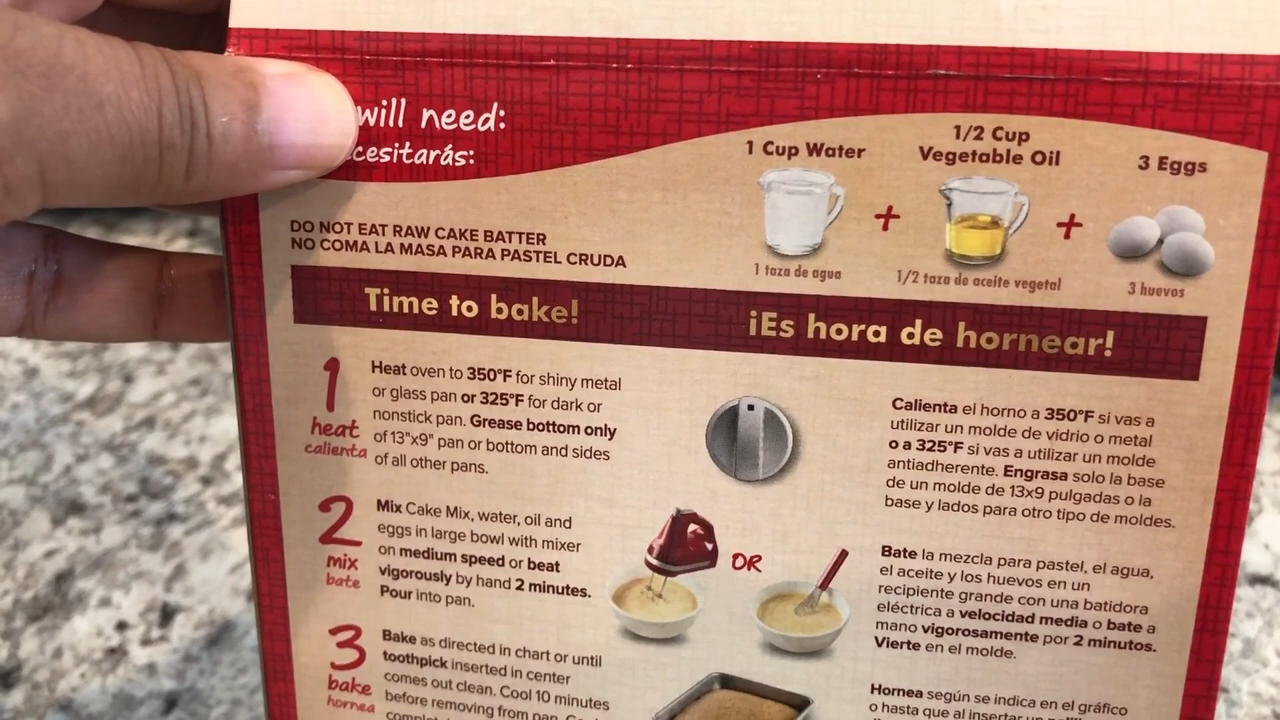 will need:
cesitarás:
1 Cup Water
1/2 Cup
Vegetable Oil
3 Eggs
+
+
1 taza de agua
1/2 taza de aceite vegetal
3 huevos
DO NOT EAT RAW CAKE BATTER
NO COMA LA MASA PARA PASTEL CRUDA
Time to bake!
¡Es hora de hornear!
1
heat
calienta
Heat oven to 350°F for shiny metal
or glass pan or 325°F for dark or
nonstick pan. Grease bottom only
of 13"x9" pan or bottom and sides
of all other pans.
Calienta el horno a 350°F si vas a
utilizar un molde de vidrio o metal
o a 325°F si vas a utilizar un molde
antiadherente. Engrasa solo la base
de un molde de 13x9 pulgadas o la
base y lados para otro tipo de moldes.
2
mix
bate
Mix Cake Mix, water, oil and
eggs in large bowl with mixer
on medium speed or beat
vigorously by hand 2 minutes.
Pour into pan.
OR
Bate la mezcla para pastel, el agua,
el aceite y los huevos en un
recipiente grande con una batidora
eléctrica a velocidad media o bate a
mano vigorosamente por 2 minutos.
Vierte en el molde.
3
bake
hornea
Bake as directed in chart or until
toothpick inserted in center
comes out clean. Cool 10 minutes
before removing from pan.
Hornea según se indica en el gráfico
o hasta que al insertar un